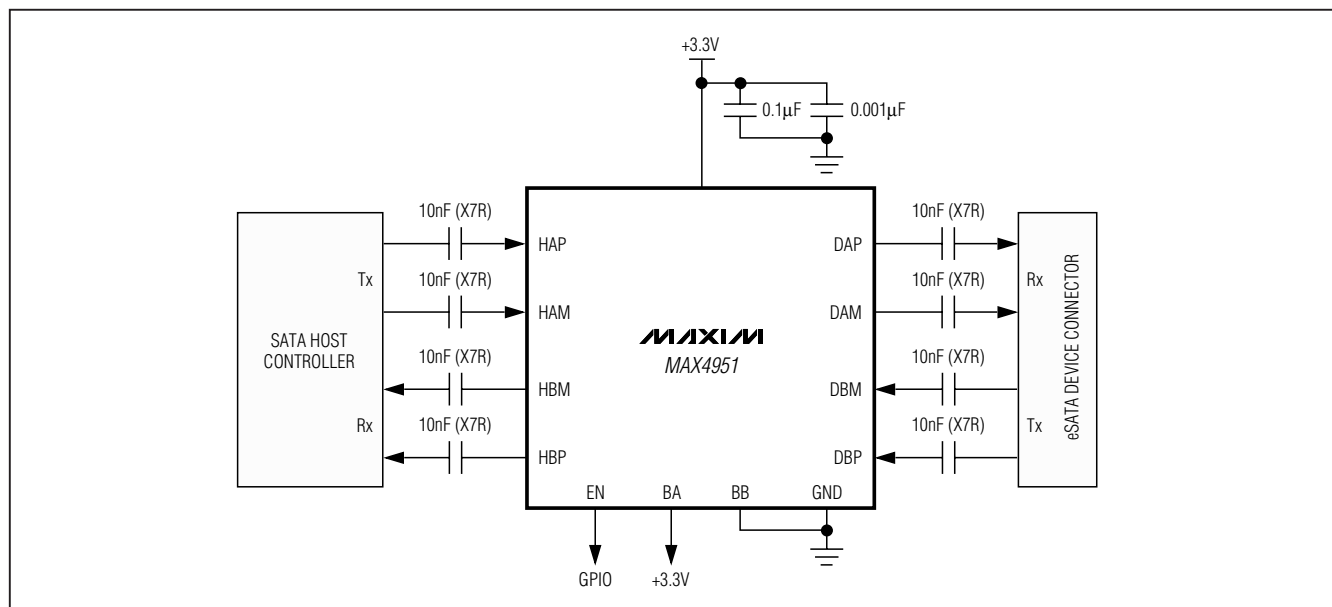 +3.3V
0.1µF 0.001µF
10nF (X7R) 10nF (X7R)
HAP DAP
Tx 10nF (X7R) 10nF (X7R) Rx
HAM DAM
SATA HOST
CONTROLLER
MAXIM
MAX4951
eSATA DEVICE CONNECTOR
10nF (X7R) 10nF (X7R)
HBM DBM
Rx 10nF (X7R) 10nF (X7R) Tx
HBP DBP
EN BA BB GND
GPIO +3.3V